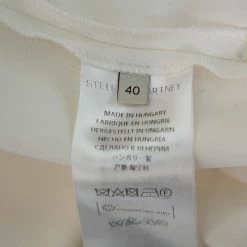 STELLA McCARTNEY
40
MADE IN HUNGARY
FABRIQUÉ EN HONGRIE
HERGESTELLT IN UNGARN
HECHO EN HUNGRIA
СДЕЛАНО В ВЕНГРИИ
ハンガリー製